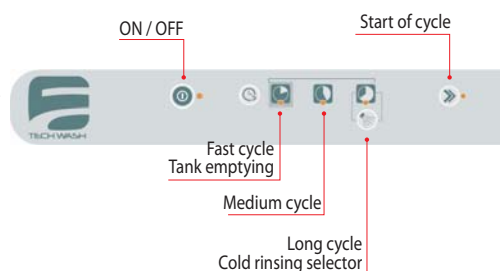 ON / OFF
Start of cycle
TECH WASH
Fast cycle
Tank emptying
Medium cycle
Long cycle
Cold rinsing selector